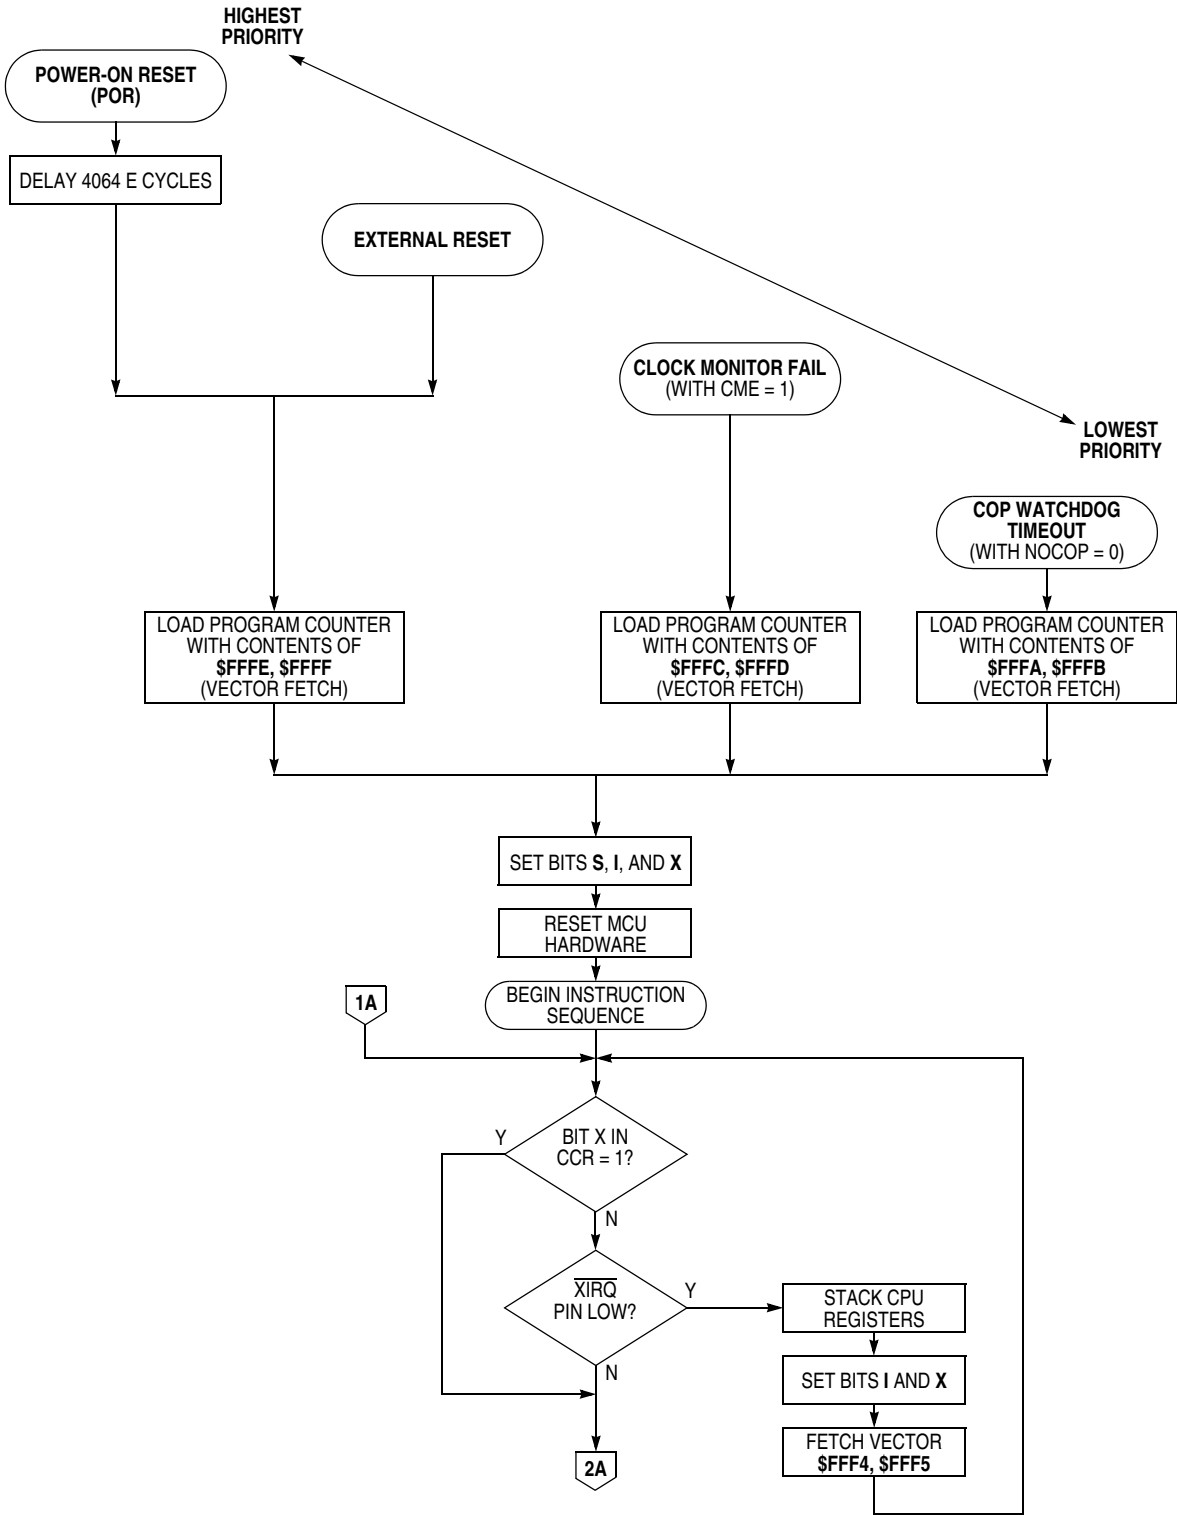 HIGHEST
PRIORITY
POWER-ON RESET
(POR)
DELAY 4064 E CYCLES
EXTERNAL RESET
CLOCK MONITOR FAIL
(WITH CME = 1)
LOWEST
PRIORITY
COP WATCHDOG
TIMEOUT
(WITH NOCOP = 0)
LOAD PROGRAM COUNTER
WITH CONTENTS OF
$FFFE, $FFFF
(VECTOR FETCH)
LOAD PROGRAM COUNTER
WITH CONTENTS OF
$FFFC, $FFFD
(VECTOR FETCH)
LOAD PROGRAM COUNTER
WITH CONTENTS OF
$FFFA, $FFFB
(VECTOR FETCH)
SET BITS S, I, AND X
RESET MCU
HARDWARE
BEGIN INSTRUCTION
SEQUENCE
1A
Y
BIT X IN
CCR = 1?
N
XIRQ
PIN LOW?
Y
STACK CPU
REGISTERS
N
SET BITS I AND X
FETCH VECTOR
$FFF4, $FFF5
2A